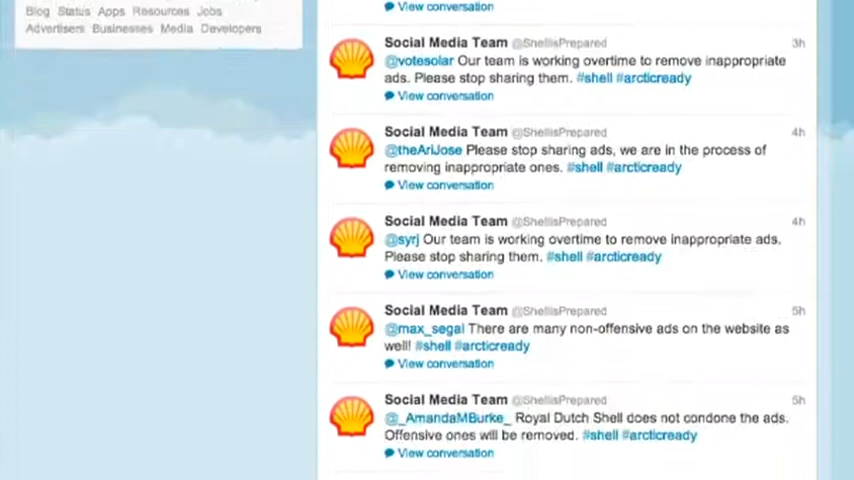 Blog Status Apps Resources Jobs
Advertisers Businesses Media Developers
View conversation
Social Media Team @ShellisPrepared 3h
@votesolar Our team is working overtime to remove inappropriate
ads. Please stop sharing them. #shell #arcticready
View conversation
Social Media Team @ShellisPrepared 4h
@theAriJose Please stop sharing ads, we are in the process of
removing inappropriate ones. #shell #arcticready
View conversation
Social Media Team @ShellisPrepared 4h
@syrj Our team is working overtime to remove inappropriate ads.
Please stop sharing them. #shell #arcticready
View conversation
Social Media Team @ShellisPrepared 5h
@max_segal There are many non-offensive ads on the website as
well! #shell #arcticready
View conversation
Social Media Team @ShellisPrepared 5h
@_AmandaMBurke_ Royal Dutch Shell does not condone the ads.
Offensive ones will be removed. #shell #arcticready
View conversation